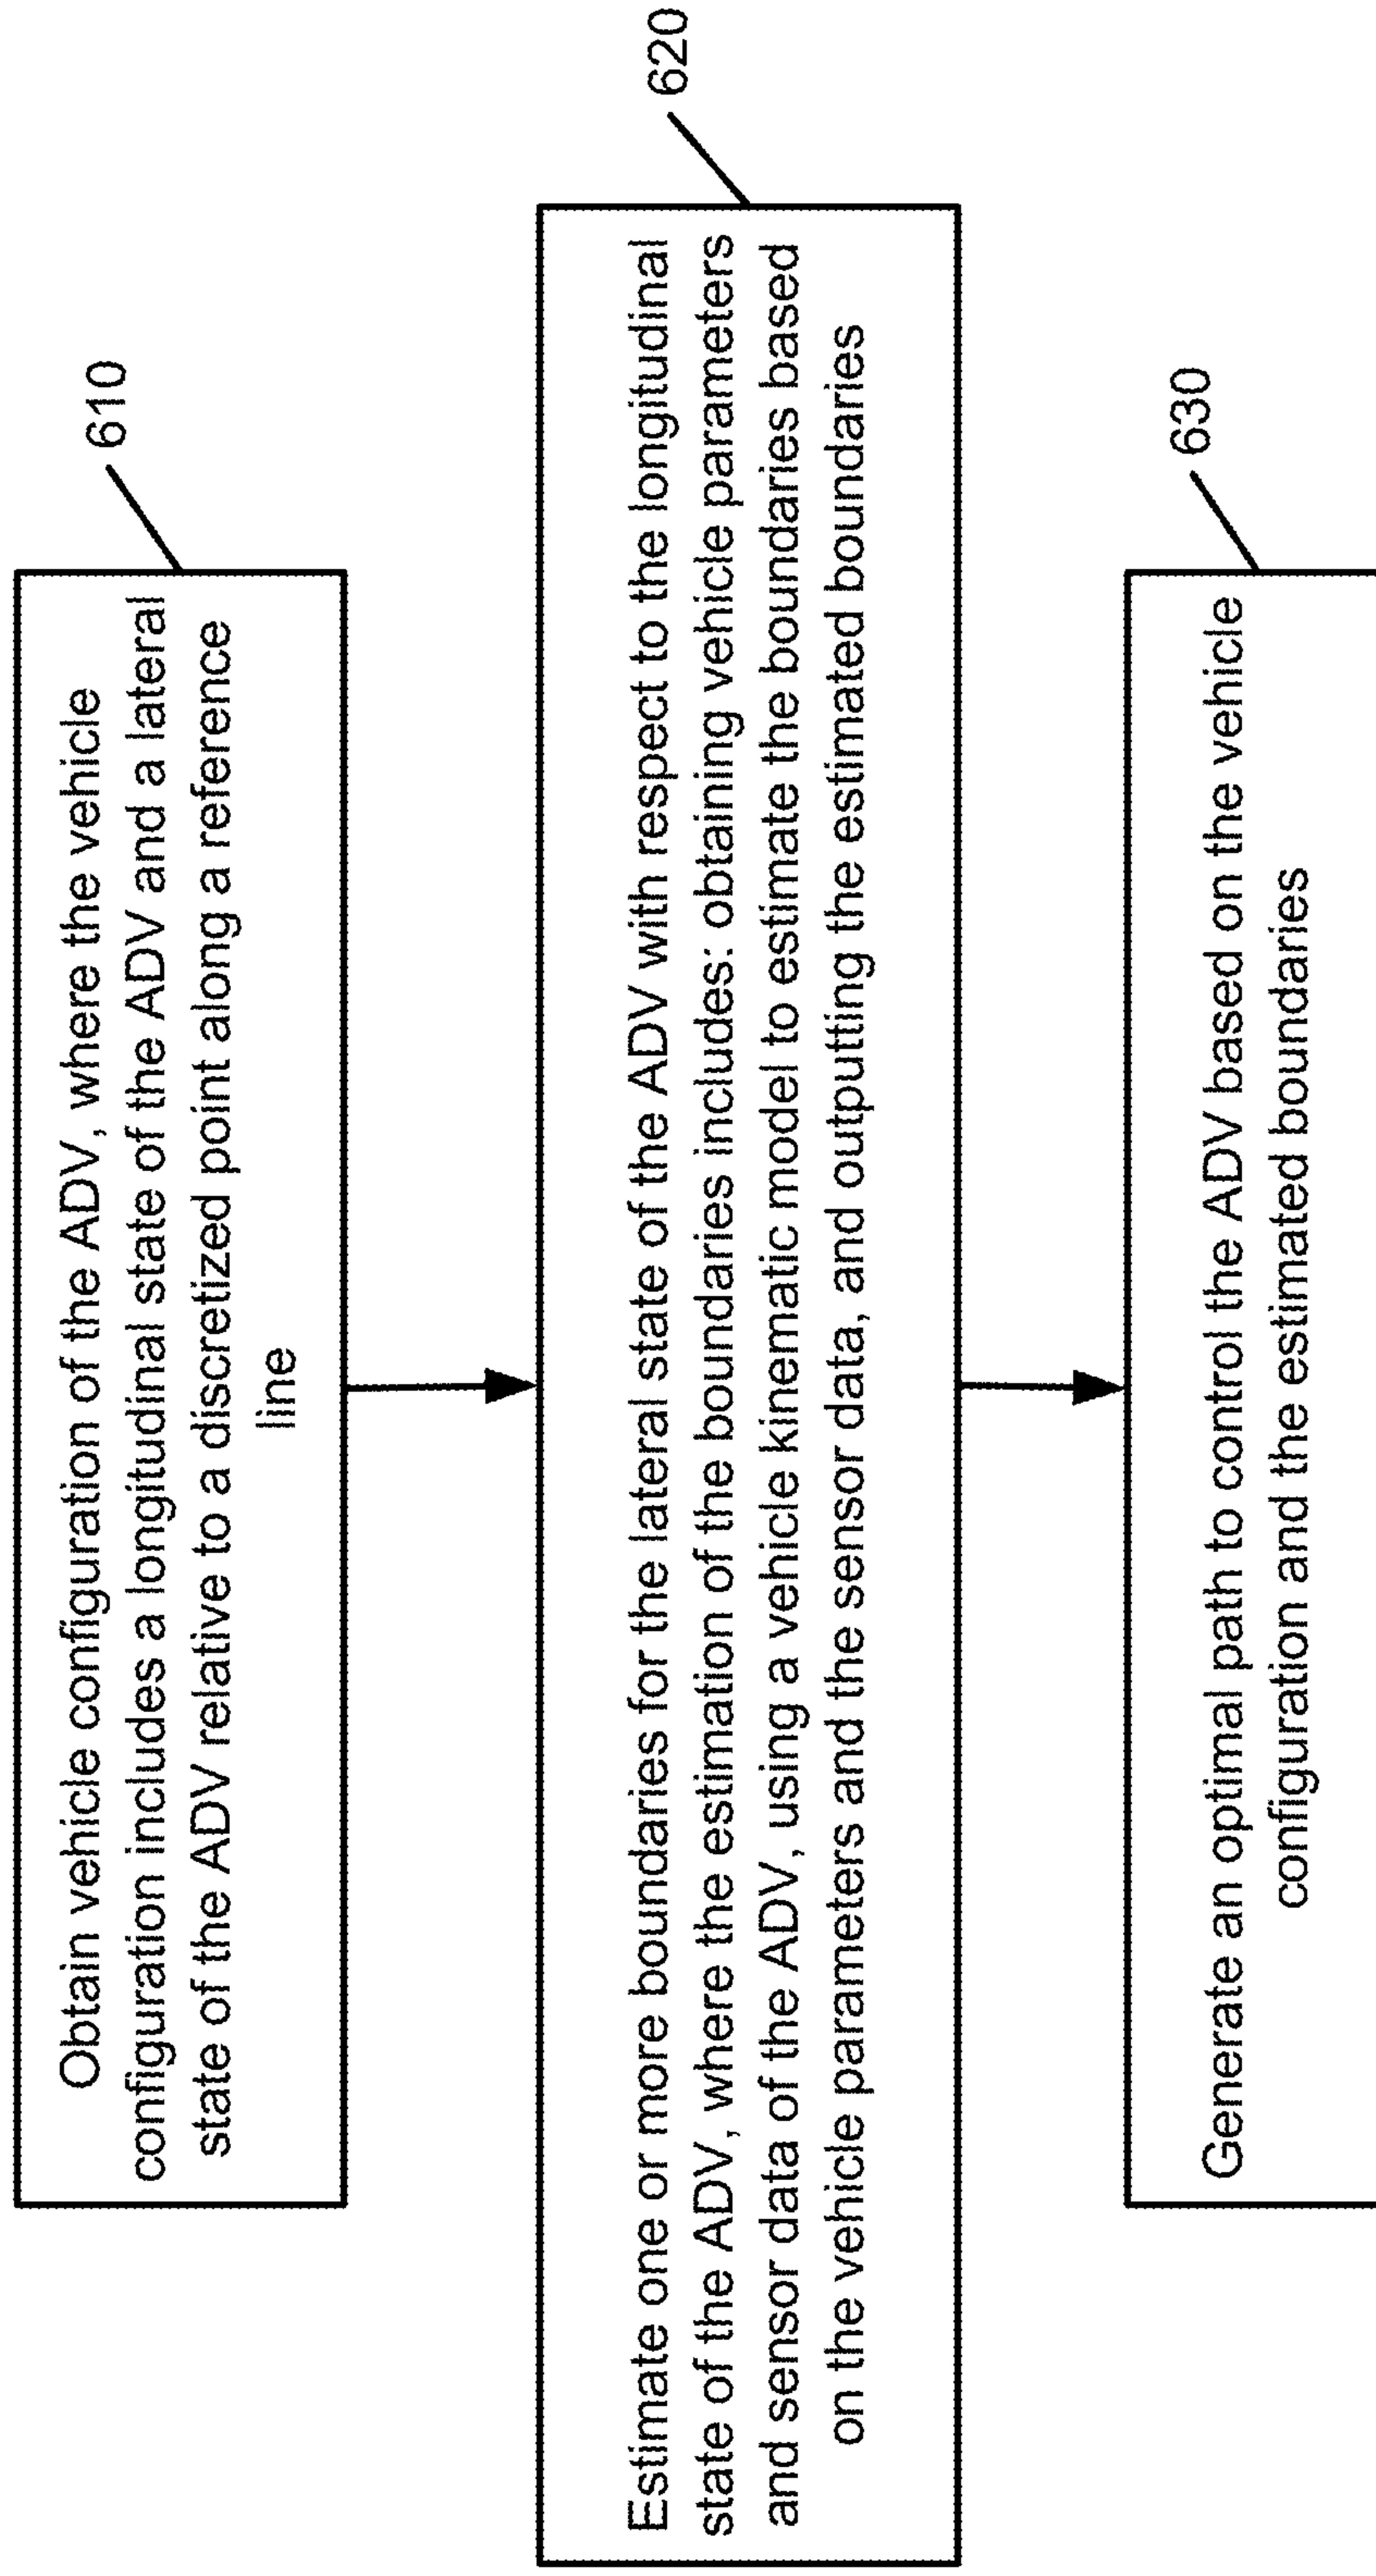 Obtain vehicle configuration of the ADV, where the vehicle
configuration includes a longitudinal state of the ADV and a lateral
state of the ADV relative to a discretized point along a reference
line
610
Estimate one or more boundaries for the lateral state of the ADV with respect to the longitudinal
state of the ADV, where the estimation of the boundaries includes: obtaining vehicle parameters
and sensor data of the ADV, using a vehicle kinematic model to estimate the boundaries based
on the vehicle parameters and the sensor data, and outputting the estimated boundaries
620
Generate an optimal path to control the ADV based on the vehicle
configuration and the estimated boundaries
630